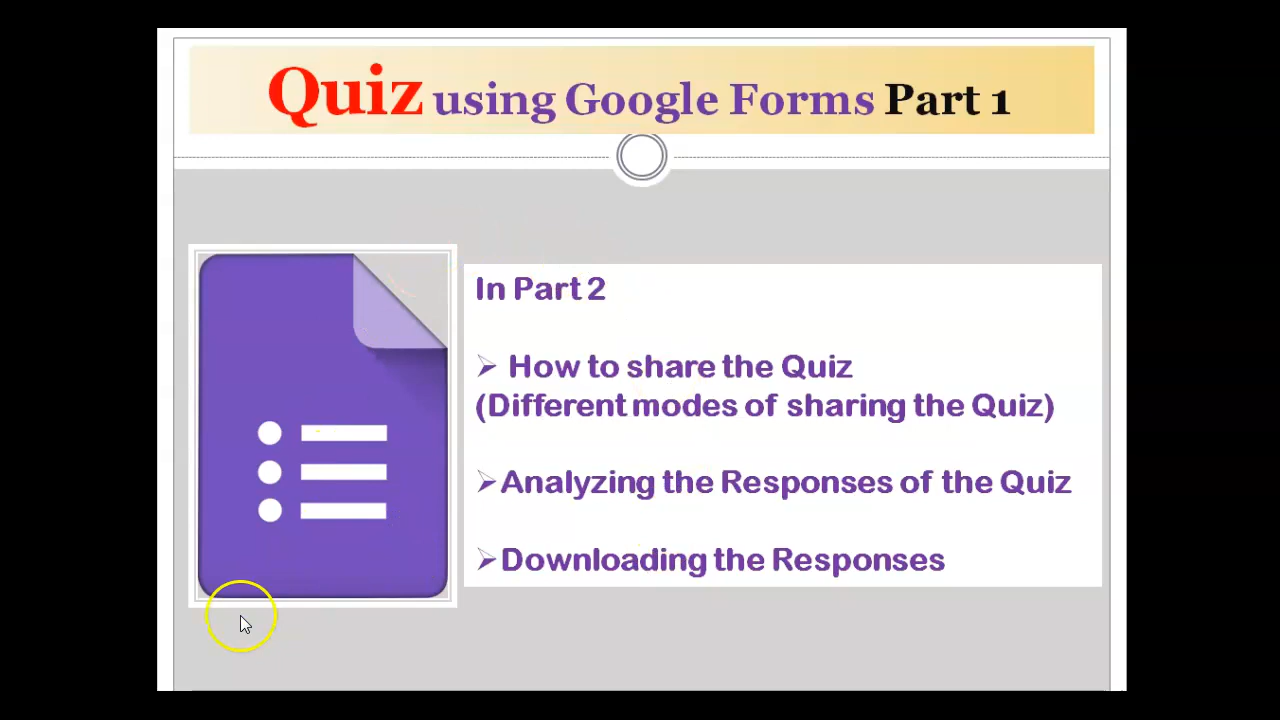 Quiz using Google Forms Part 1
In Part 2
➢ How to share the Quiz
(Different modes of sharing the Quiz)
➢Analyzing the Responses of the Quiz
➢Downloading the Responses